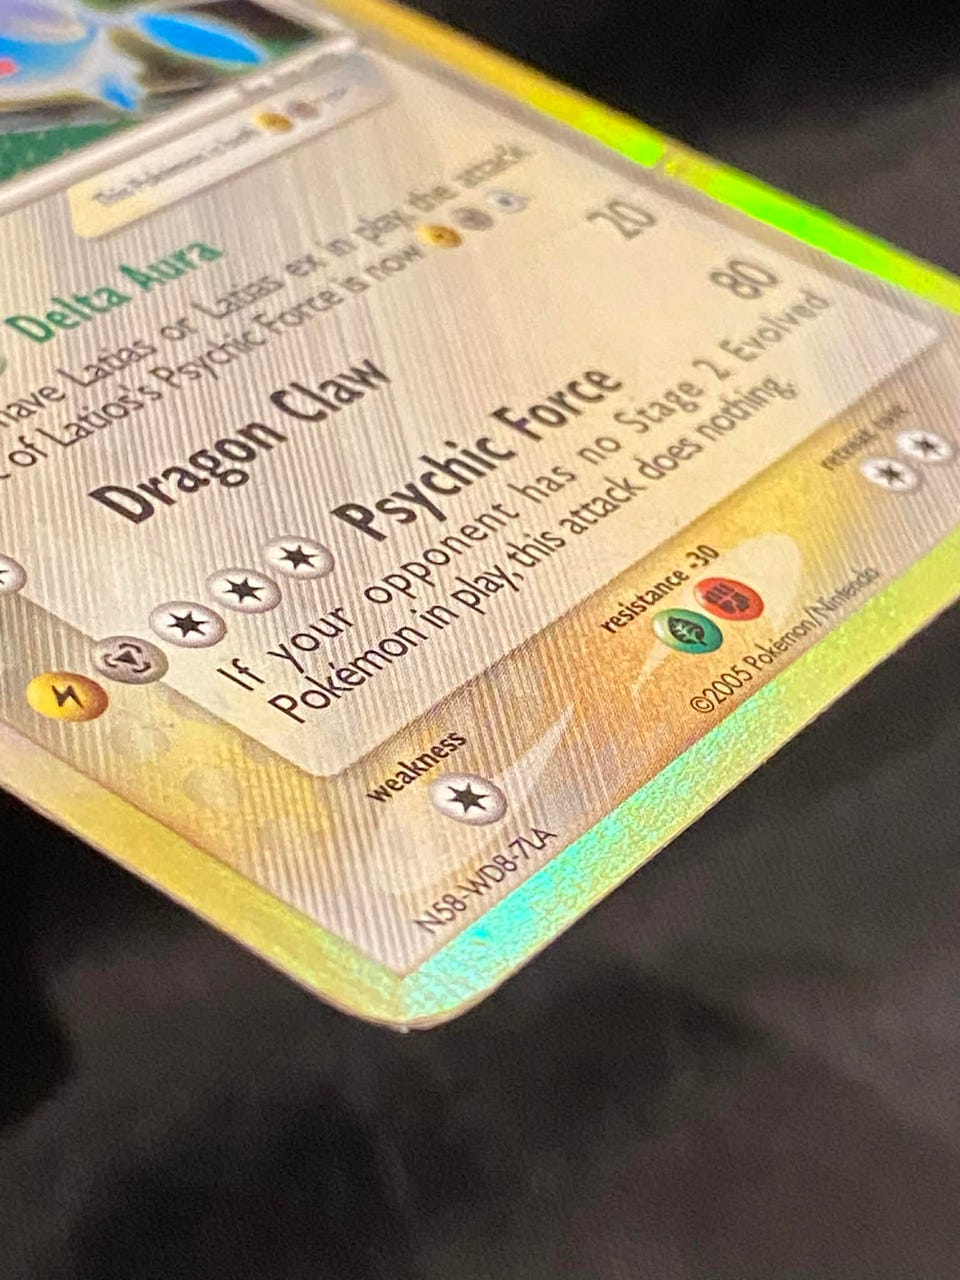 Delta Aura
have Latias or Latias ex in play, the attack
of Latios's Psychic Force is now
Dragon Claw 20
Psychic Force 80
If your opponent has no Stage 2 Evolved
Pokémon in play, this attack does nothing.
weakness
resistance -30
retreat cost
N58-WD8-7LA
©2005 Pokémon/Nintendo